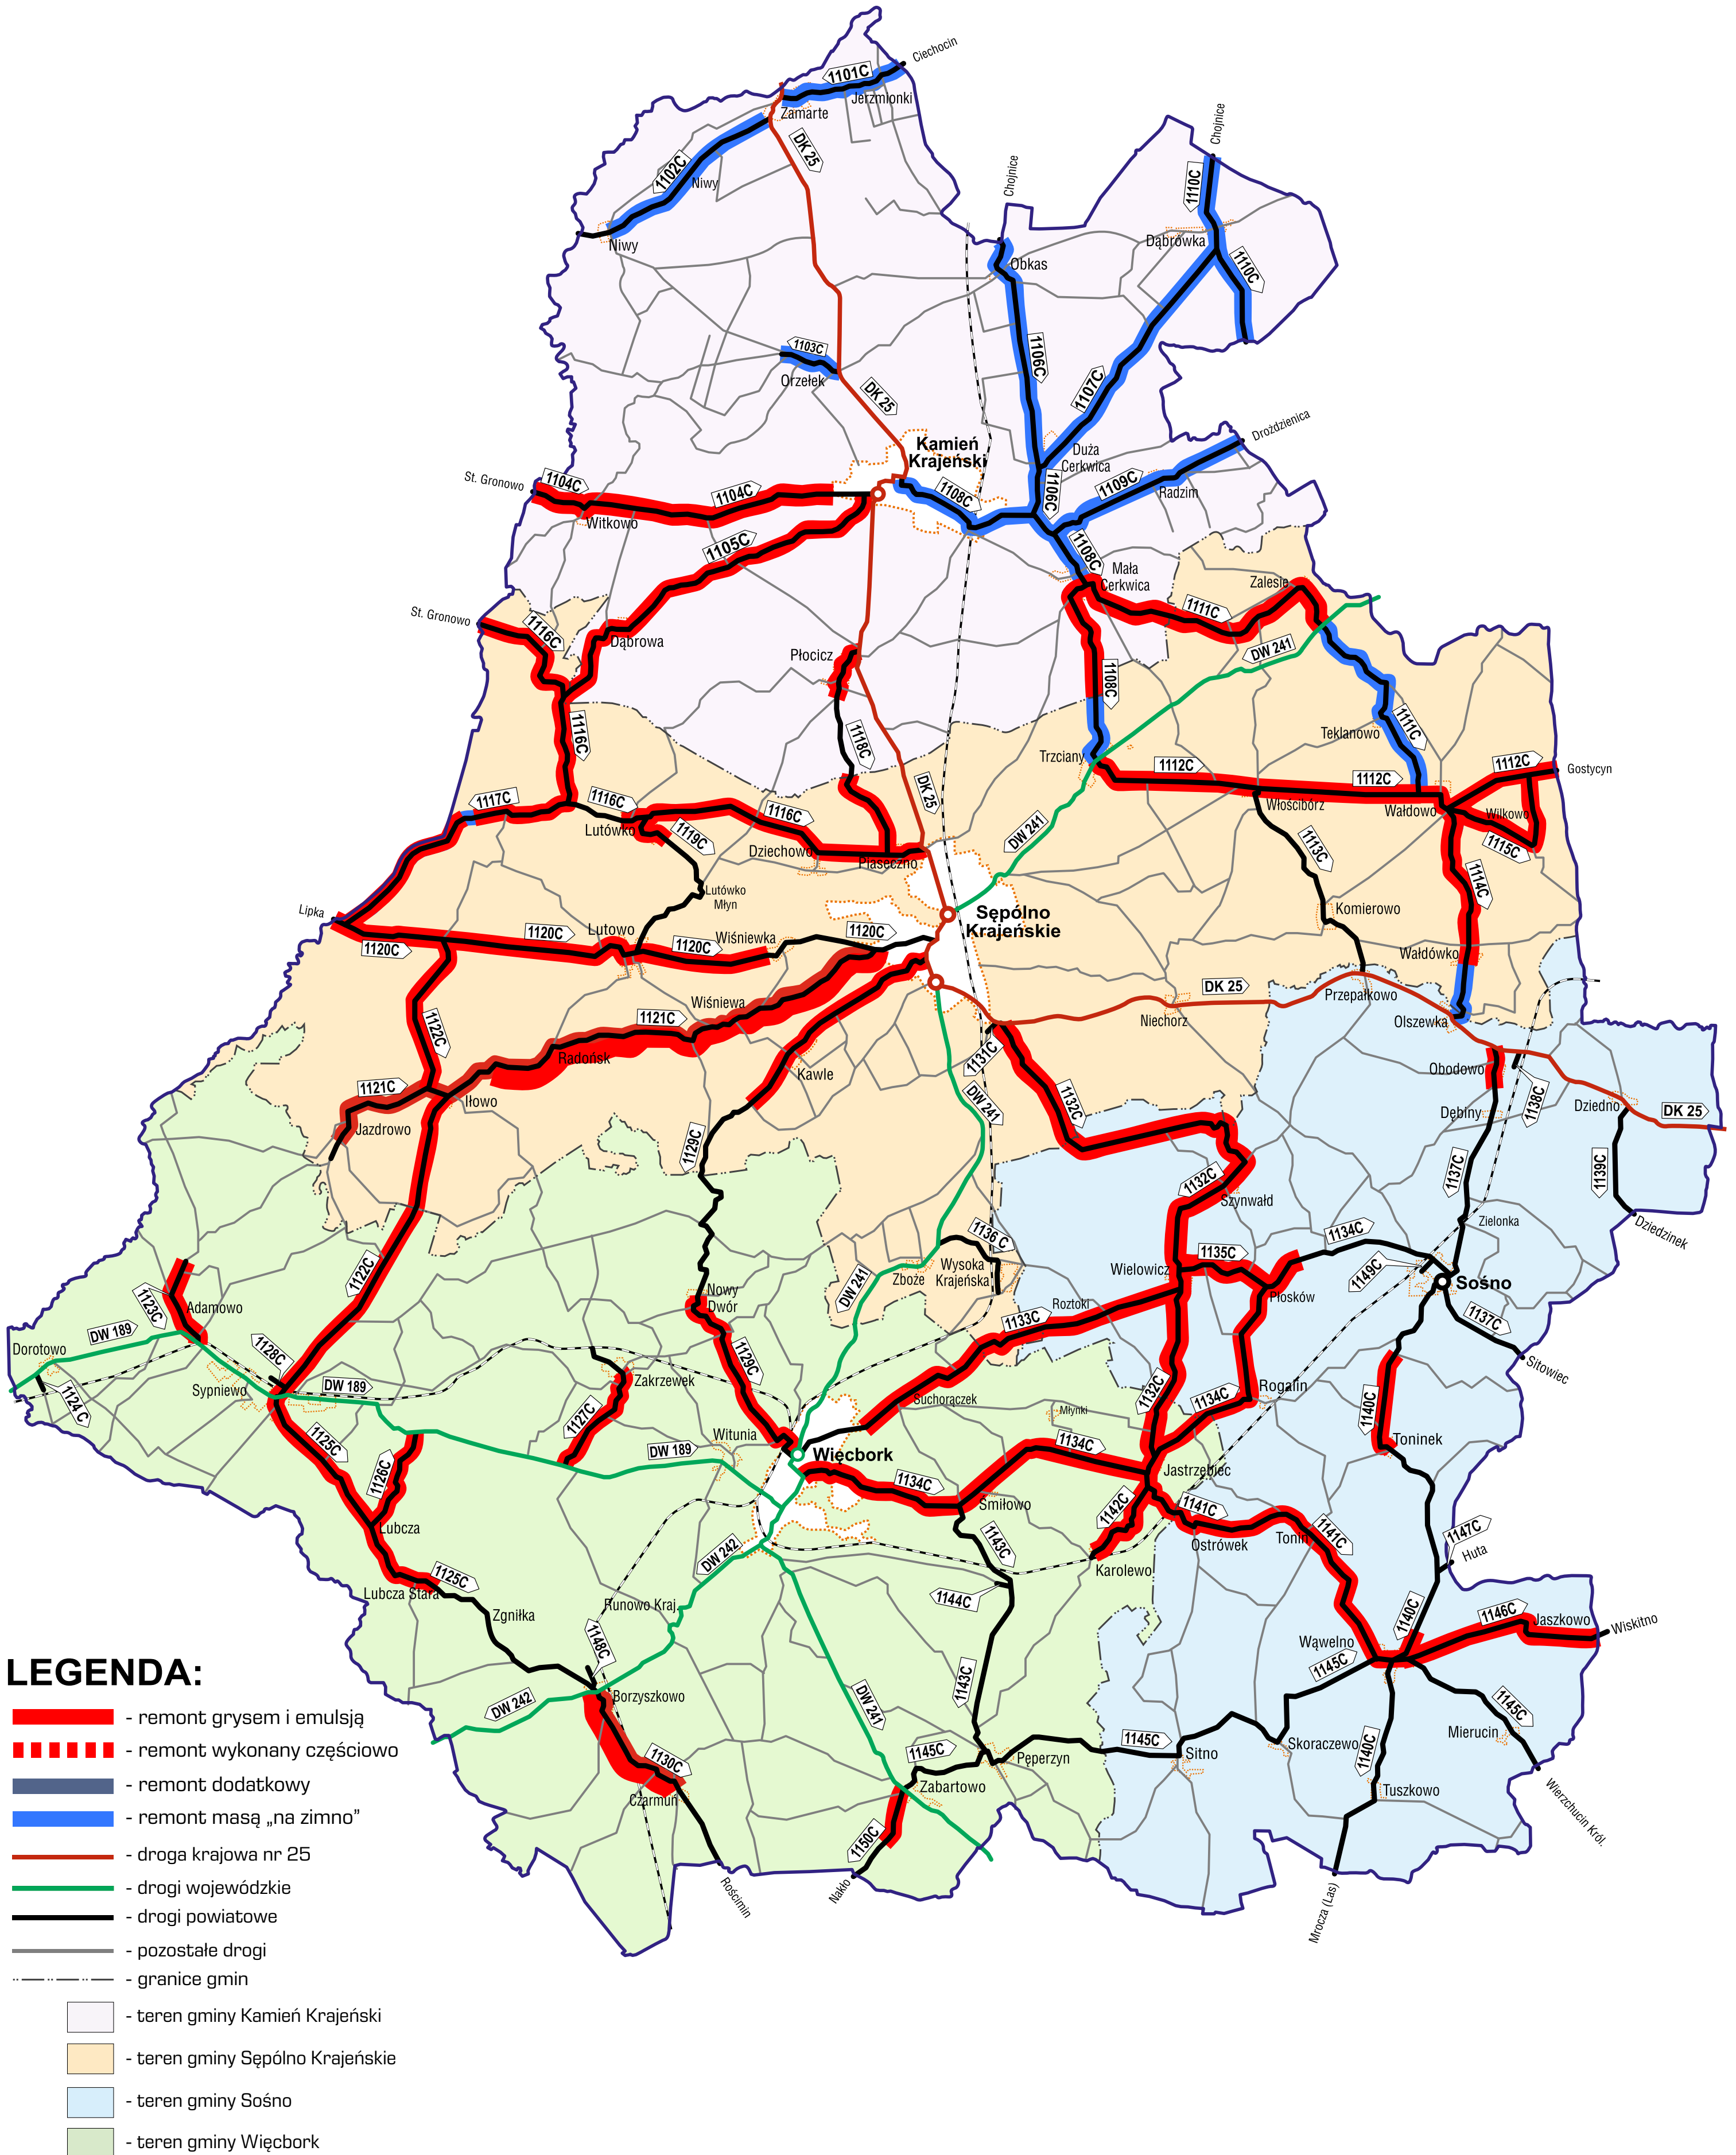 Ciechocin
1101C
Jerzmionki
Zamarte
DK 25
1102C
Niwy
Niwy
Chojnice
Chojnice
1110C
Dąbrówka
1110C
Obkas
1106C
1107C
1103C
Orzełek
DK 25
Kamień
Krajeński
Duża
Cerkwica
Drożdzienica
1109C
Radzim
1106C
1108C
St. Gronowo
1104C
1104C
Witkowo
1105C
1108C
Mała
Cerkwica
Zalesie
1111C
DW 241
St. Gronowo
1116C
Dąbrowa
Płocicz
1108C
1116C
1118C
Teklanowo
1111C
Trzciany
1112C
1112C
1112C
Gostycyn
DK 25
1117C
1116C
Lutówko
1116C
1119C
Dziechowo
Piaseczno
DW 241
Włościbórz
Wałdowo
Wilkowo
1115C
1113C
1114C
Lutówko
Młyn
Lipka
1120C
1120C
Lutowo
1120C
Wiśniewka
1120C
Sępólno
Krajeńskie
Komierowo
Wałdówko
Wiśniewa
1121C
1122C
Radońsk
DK 25
Niechorz
Przepałkowo
Olszewka
1131C
Kawle
1121C
Iłowo
Jazdrowo
DW 241
1132C
Obodowo
1138C
Dębiny
Dziedno
DK 25
1129C
1137C
1139C
1132C
Szynwałd
Zielonka
Dziedzinek
1136 C
Wysoka
Krajeńska
Zboże
1134C
1135C
Wielowicz
1149C
Sośno
1122C
1123C
Adamowo
DW 241
Nowy
Dwór
Roztoki
1133C
Płosków
1137C
Sitowiec
DW 189
Dorotowo
1128C
1129C
1124 C
Sypniewo
DW 189
Zakrzewek
1127C
Suchorączek
Młynki
1132C
1134C
Rogalin
1140C
Toninek
1125C
1126C
Witunia
DW 189
Więcbork
1134C
1134C
Jastrzębiec
Śmiłowo
1142C
1141C
Ostrówek
Tonin
1141C
Lubcza
Karolewo
1143C
1147C
Huta
DW 242
1125C
Lubcza Stara
Zgniłka
Runowo Kraj.
1144C
1140C
1146C
Jaszkowo
Wiskitno
1148C
Wąwelno
1145C
Borzyszkowo
DW 242
DW 241
1143C
1145C
Mierucin
1145C
Pęperzyn
1145C
Sitno
Skoraczewo
1140C
1130C
Czarmuń
Zabartowo
Tuszkowo
Wierzchucin Król.
1150C
Nakło
Rościmin
Mrocza (Las)
LEGENDA:
- remont grysem i emulsją
- remont wykonany częściowo
- remont dodatkowy
- remont masą „na zimno”
- droga krajowa nr 25
- drogi wojewódzkie
- drogi powiatowe
- pozostałe drogi
- granice gmin
- teren gminy Kamień Krajeński
- teren gminy Sępólno Krajeńskie
- teren gminy Sośno
- teren gminy Więcbork